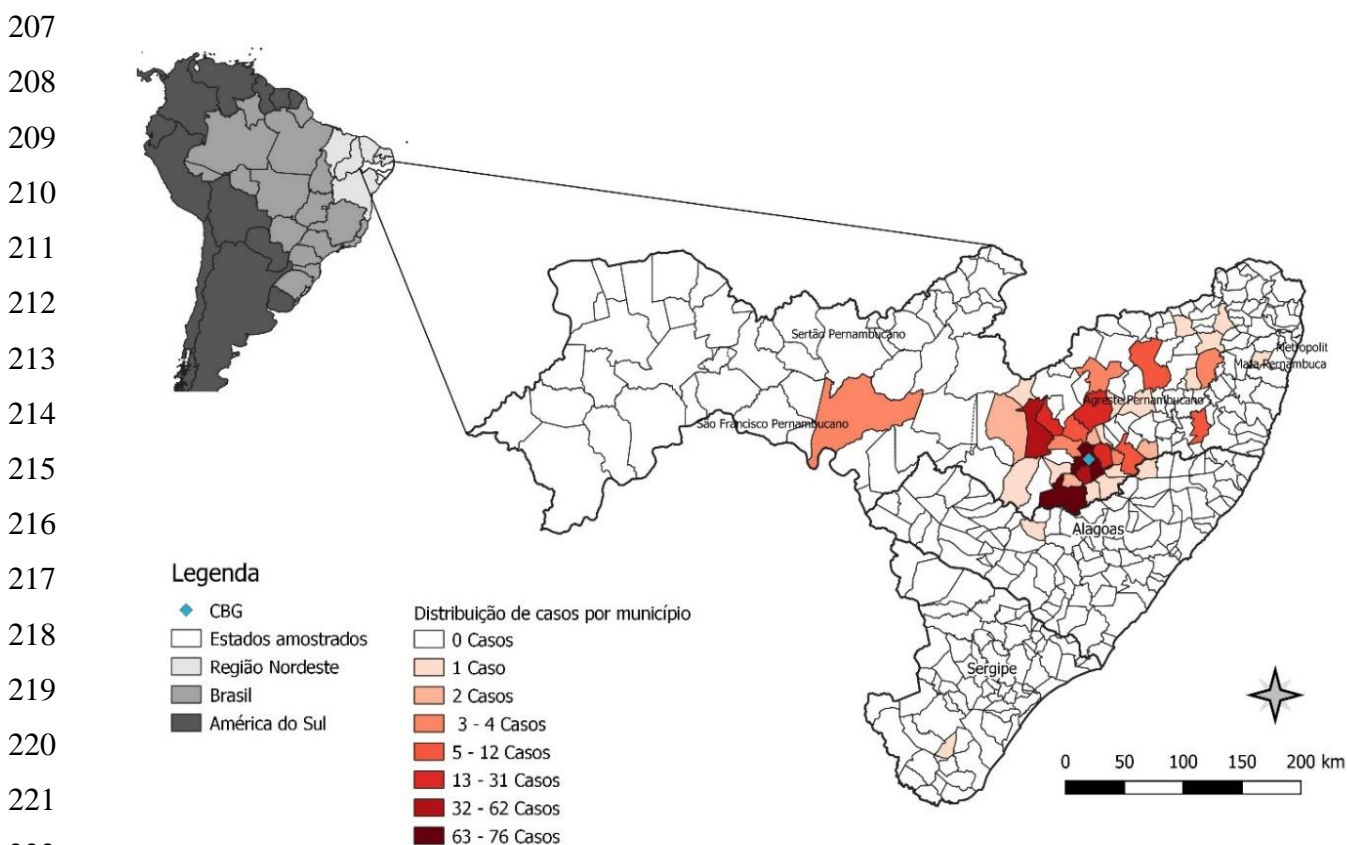 207
208
209
210
211
212
213
214
215
216
217
218
219
220
221
Sertão Pernambucano
Metropolit
Mata Pernambuca
Agreste Pernambucano
São Francisco Pernambucano
Alagoas
Sergipe
Legenda
CBG
Estados amostrados
Região Nordeste
Brasil
América do Sul
Distribuição de casos por município
0 Casos
1 Caso
2 Casos
3 - 4 Casos
5 - 12 Casos
13 - 31 Casos
32 - 62 Casos
63 - 76 Casos
0 50 100 150 200 km